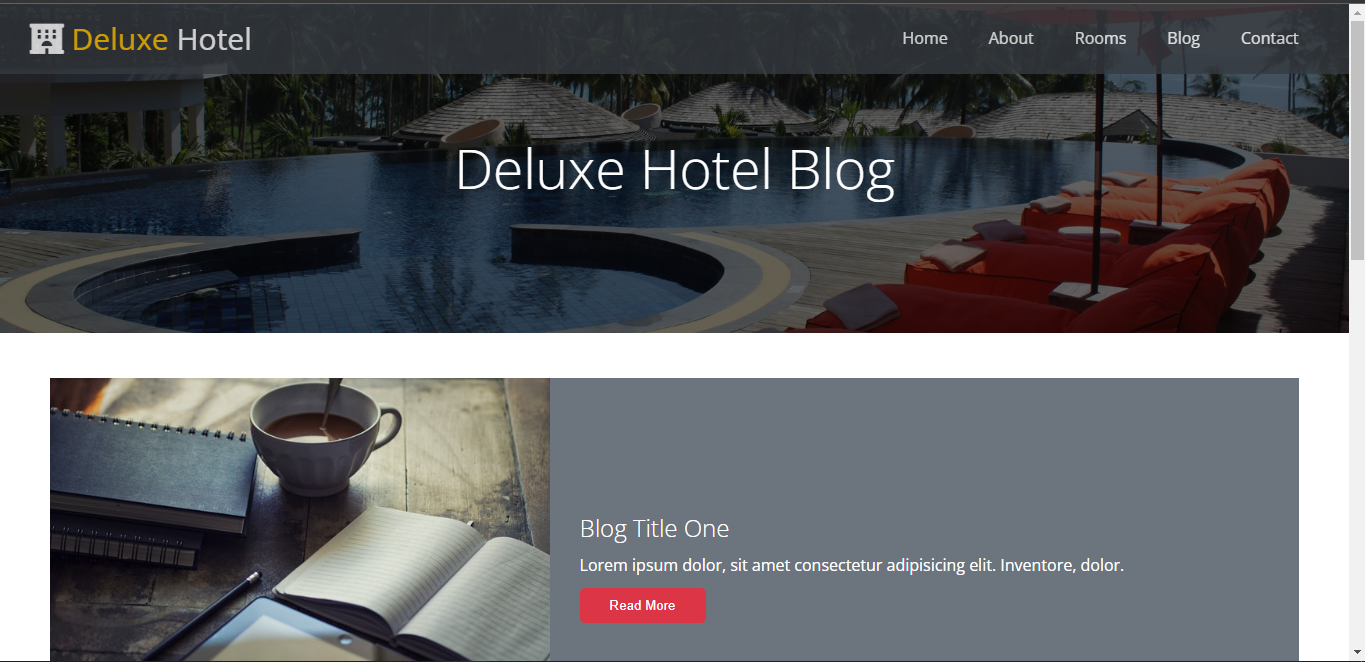 Deluxe Hotel
Home About Rooms Blog Contact
Deluxe Hotel Blog
Blog Title One
Lorem ipsum dolor, sit amet consectetur adipisicing elit. Inventore, dolor.
Read More